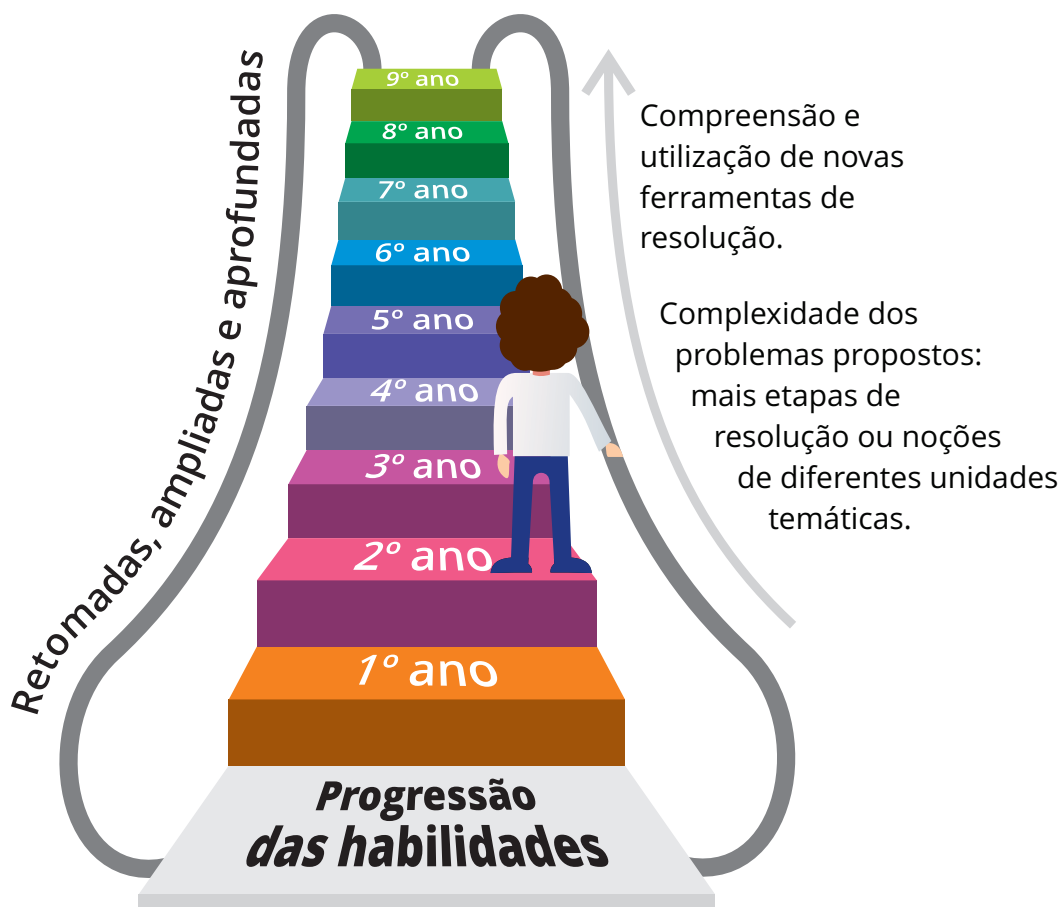 Retomadas, ampliadas e aprofundadas
9º ano
8º ano
7º ano
6º ano
5º ano
4º ano
3º ano
2º ano
1º ano
Progressão
das habilidades
Compreensão e
utilização de novas
ferramentas de
resolução.
Complexidade dos
problemas propostos:
mais etapas de
resolução ou noções
de diferentes unidades
temáticas.